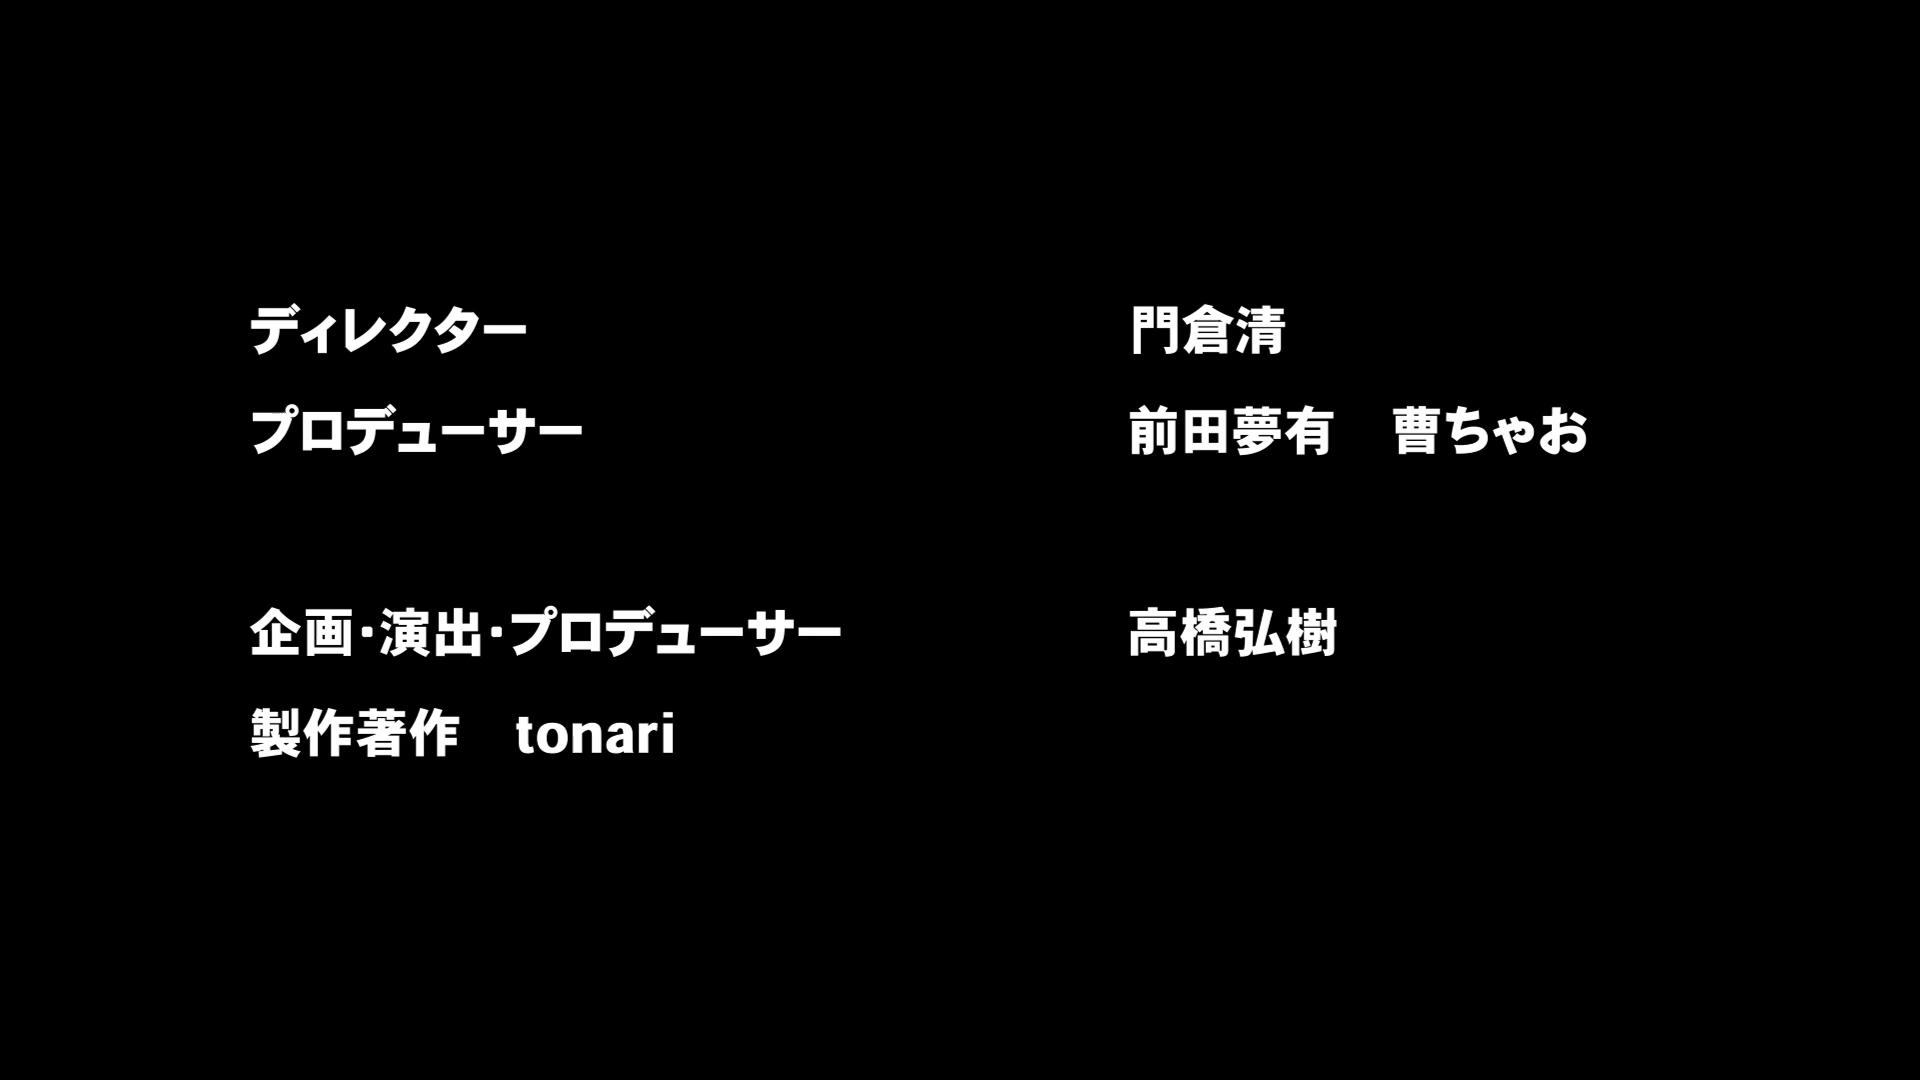 ディレクター　門倉清
プロデューサー　前田夢有　曹ちゃお
企画・演出・プロデューサー　高橋弘樹
製作著作　tonari